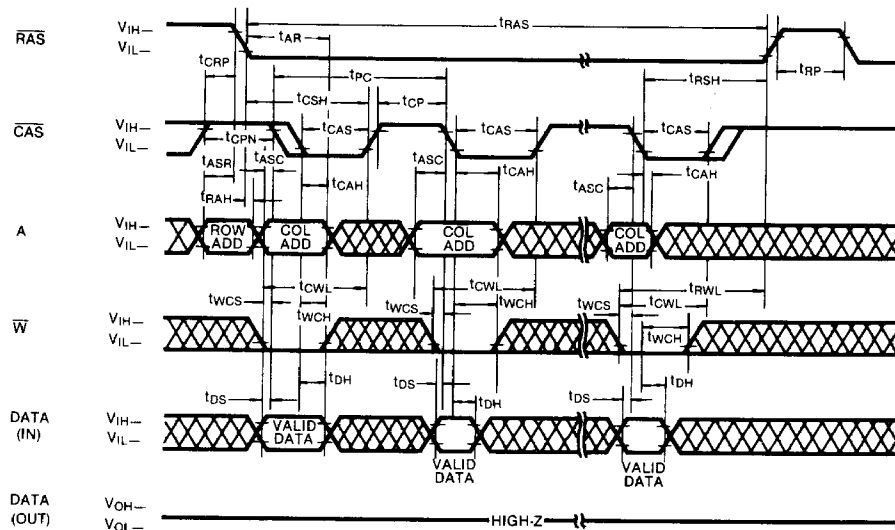 RAS VIH VIL tAR tRAS
tCRP tPC tRSH tRP
tCSH tCP
CAS VIH VIL tCPN tCAS tCAS tCAS
tASR tASC tCAH tASC tCAH tASC tCAH
tRAH
A VIH VIL ROW ADD COL ADD COL ADD COL ADD
tCWL tCWL tRWL
tWCS tWCH tWCS tWCH tWCS tCWL
W VIH VIL tWCH
tDH tDS tDH tDH
tDS tDS
DATA (IN) VIH VIL VALID DATA VALID DATA VALID DATA
DATA (OUT) VOH VOL HIGH-Z